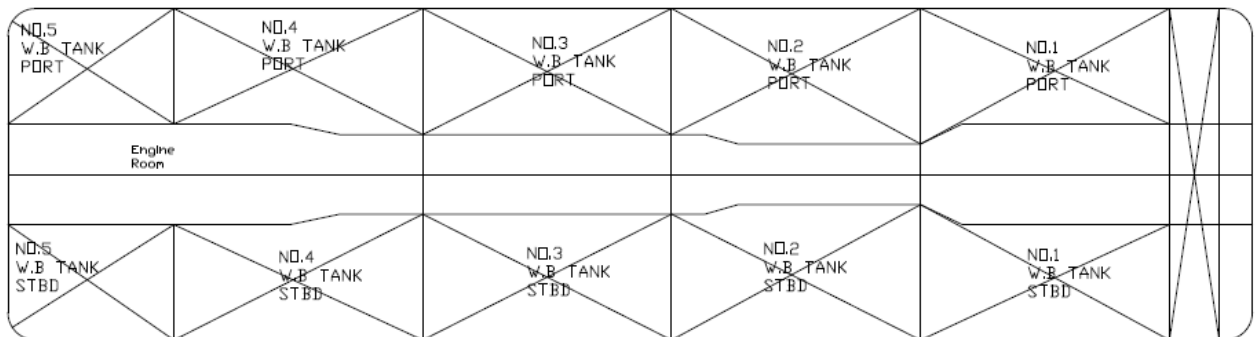 NO.5
W.B TANK
PORT
NO.4
W.B TANK
PORT
NO.3
W.B TANK
PORT
NO.2
W.B TANK
PORT
NO.1
W.B TANK
PORT
Engine
Room
NO.5
W.B TANK
STBD
NO.4
W.B TANK
STBD
NO.3
W.B TANK
STBD
NO.2
W.B TANK
STBD
NO.1
W.B TANK
STBD